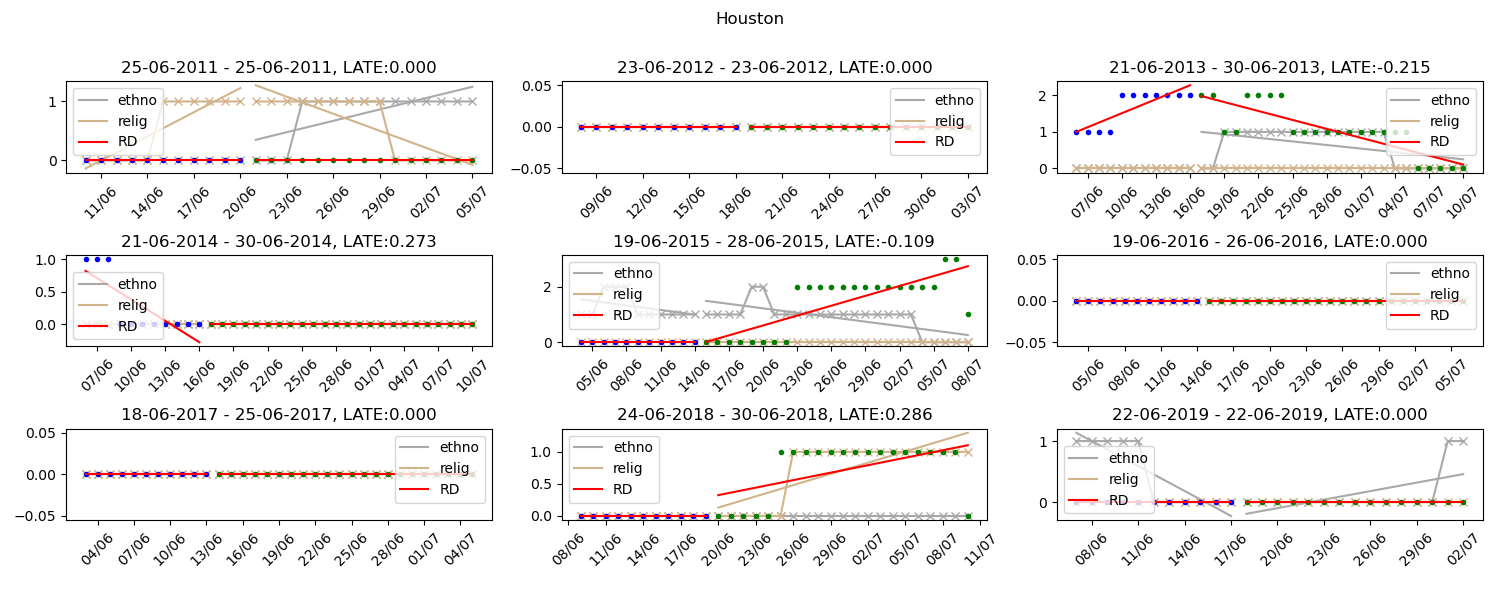 Houston
25-06-2011 - 25-06-2011, LATE:0.000
1
0
ethno
relig
RD
11/06 14/06 17/06 20/06 23/06 26/06 29/06 02/07 05/07
23-06-2012 - 23-06-2012, LATE:0.000
0.05
0.00
−0.05
ethno
relig
RD
09/06 12/06 15/06 18/06 21/06 24/06 27/06 30/06 03/07
21-06-2013 - 30-06-2013, LATE:-0.215
2
1
0
ethno
relig
RD
07/06 10/06 13/06 16/06 19/06 22/06 25/06 28/06 01/07 04/07 07/07 10/07
21-06-2014 - 30-06-2014, LATE:0.273
1.0
0.5
0.0
ethno
relig
RD
07/06 10/06 13/06 16/06 19/06 22/06 25/06 28/06 01/07 04/07 07/07 10/07
19-06-2015 - 28-06-2015, LATE:-0.109
2
0
ethno
relig
RD
05/06 08/06 11/06 14/06 17/06 20/06 23/06 26/06 29/06 02/07 05/07 08/07
19-06-2016 - 26-06-2016, LATE:0.000
0.05
0.00
−0.05
ethno
relig
RD
05/06 08/06 11/06 14/06 17/06 20/06 23/06 26/06 29/06 02/07 05/07
18-06-2017 - 25-06-2017, LATE:0.000
0.05
0.00
−0.05
ethno
relig
RD
04/06 07/06 10/06 13/06 16/06 19/06 22/06 25/06 28/06 01/07 04/07
24-06-2018 - 30-06-2018, LATE:0.286
1.0
0.5
0.0
ethno
relig
RD
08/06 11/06 14/06 17/06 20/06 23/06 26/06 29/06 02/07 05/07 08/07 11/07
22-06-2019 - 22-06-2019, LATE:0.000
1
0
ethno
relig
RD
08/06 11/06 14/06 17/06 20/06 23/06 26/06 29/06 02/07